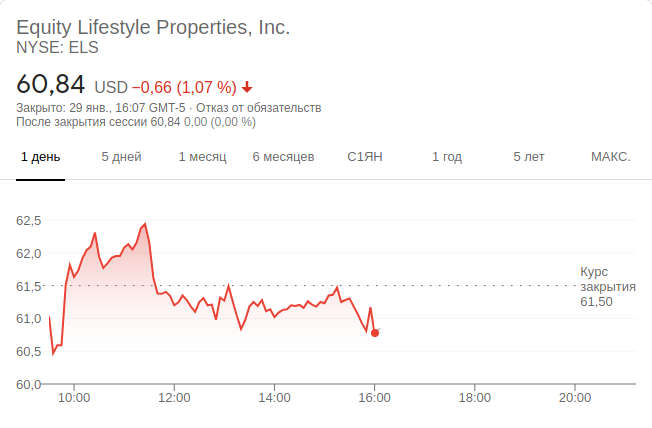 Equity Lifestyle Properties, Inc.
NYSE: ELS
60,84 USD −0,66 (1,07 %)
Закрыто: 29 янв., 16:07 GMT-5 · Отказ от обязательств
После закрытия сессии 60,84 0,00 (0,00 %)
1 день 5 дней 1 месяц 6 месяцев С1ЯН 1 год 5 лет МАКС.
62,5
62,0
61,5
61,0
60,5
60,0
Курс
закрытия
61,50
10:00 12:00 14:00 16:00 18:00 20:00